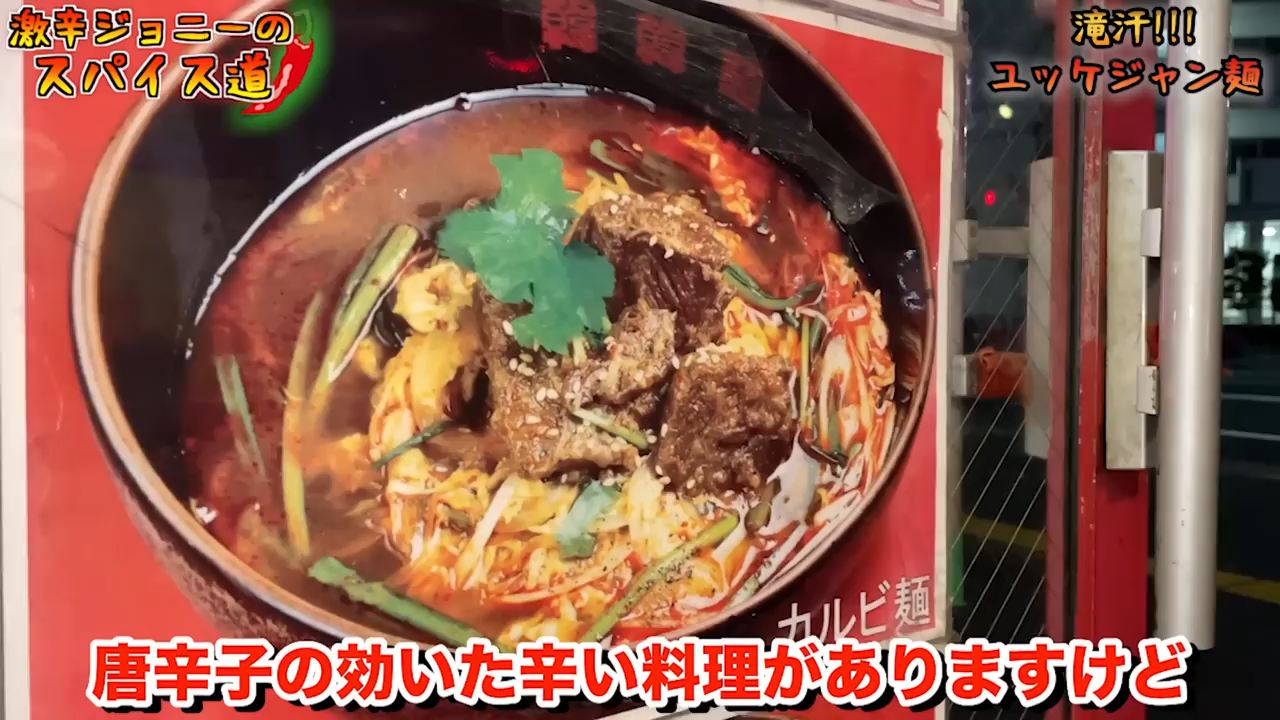 激辛ジョニーの
スパイス道
滝汗!!!
ユッケジャン麺
カルビ麺
唐辛子の効いた辛い料理がありますけど